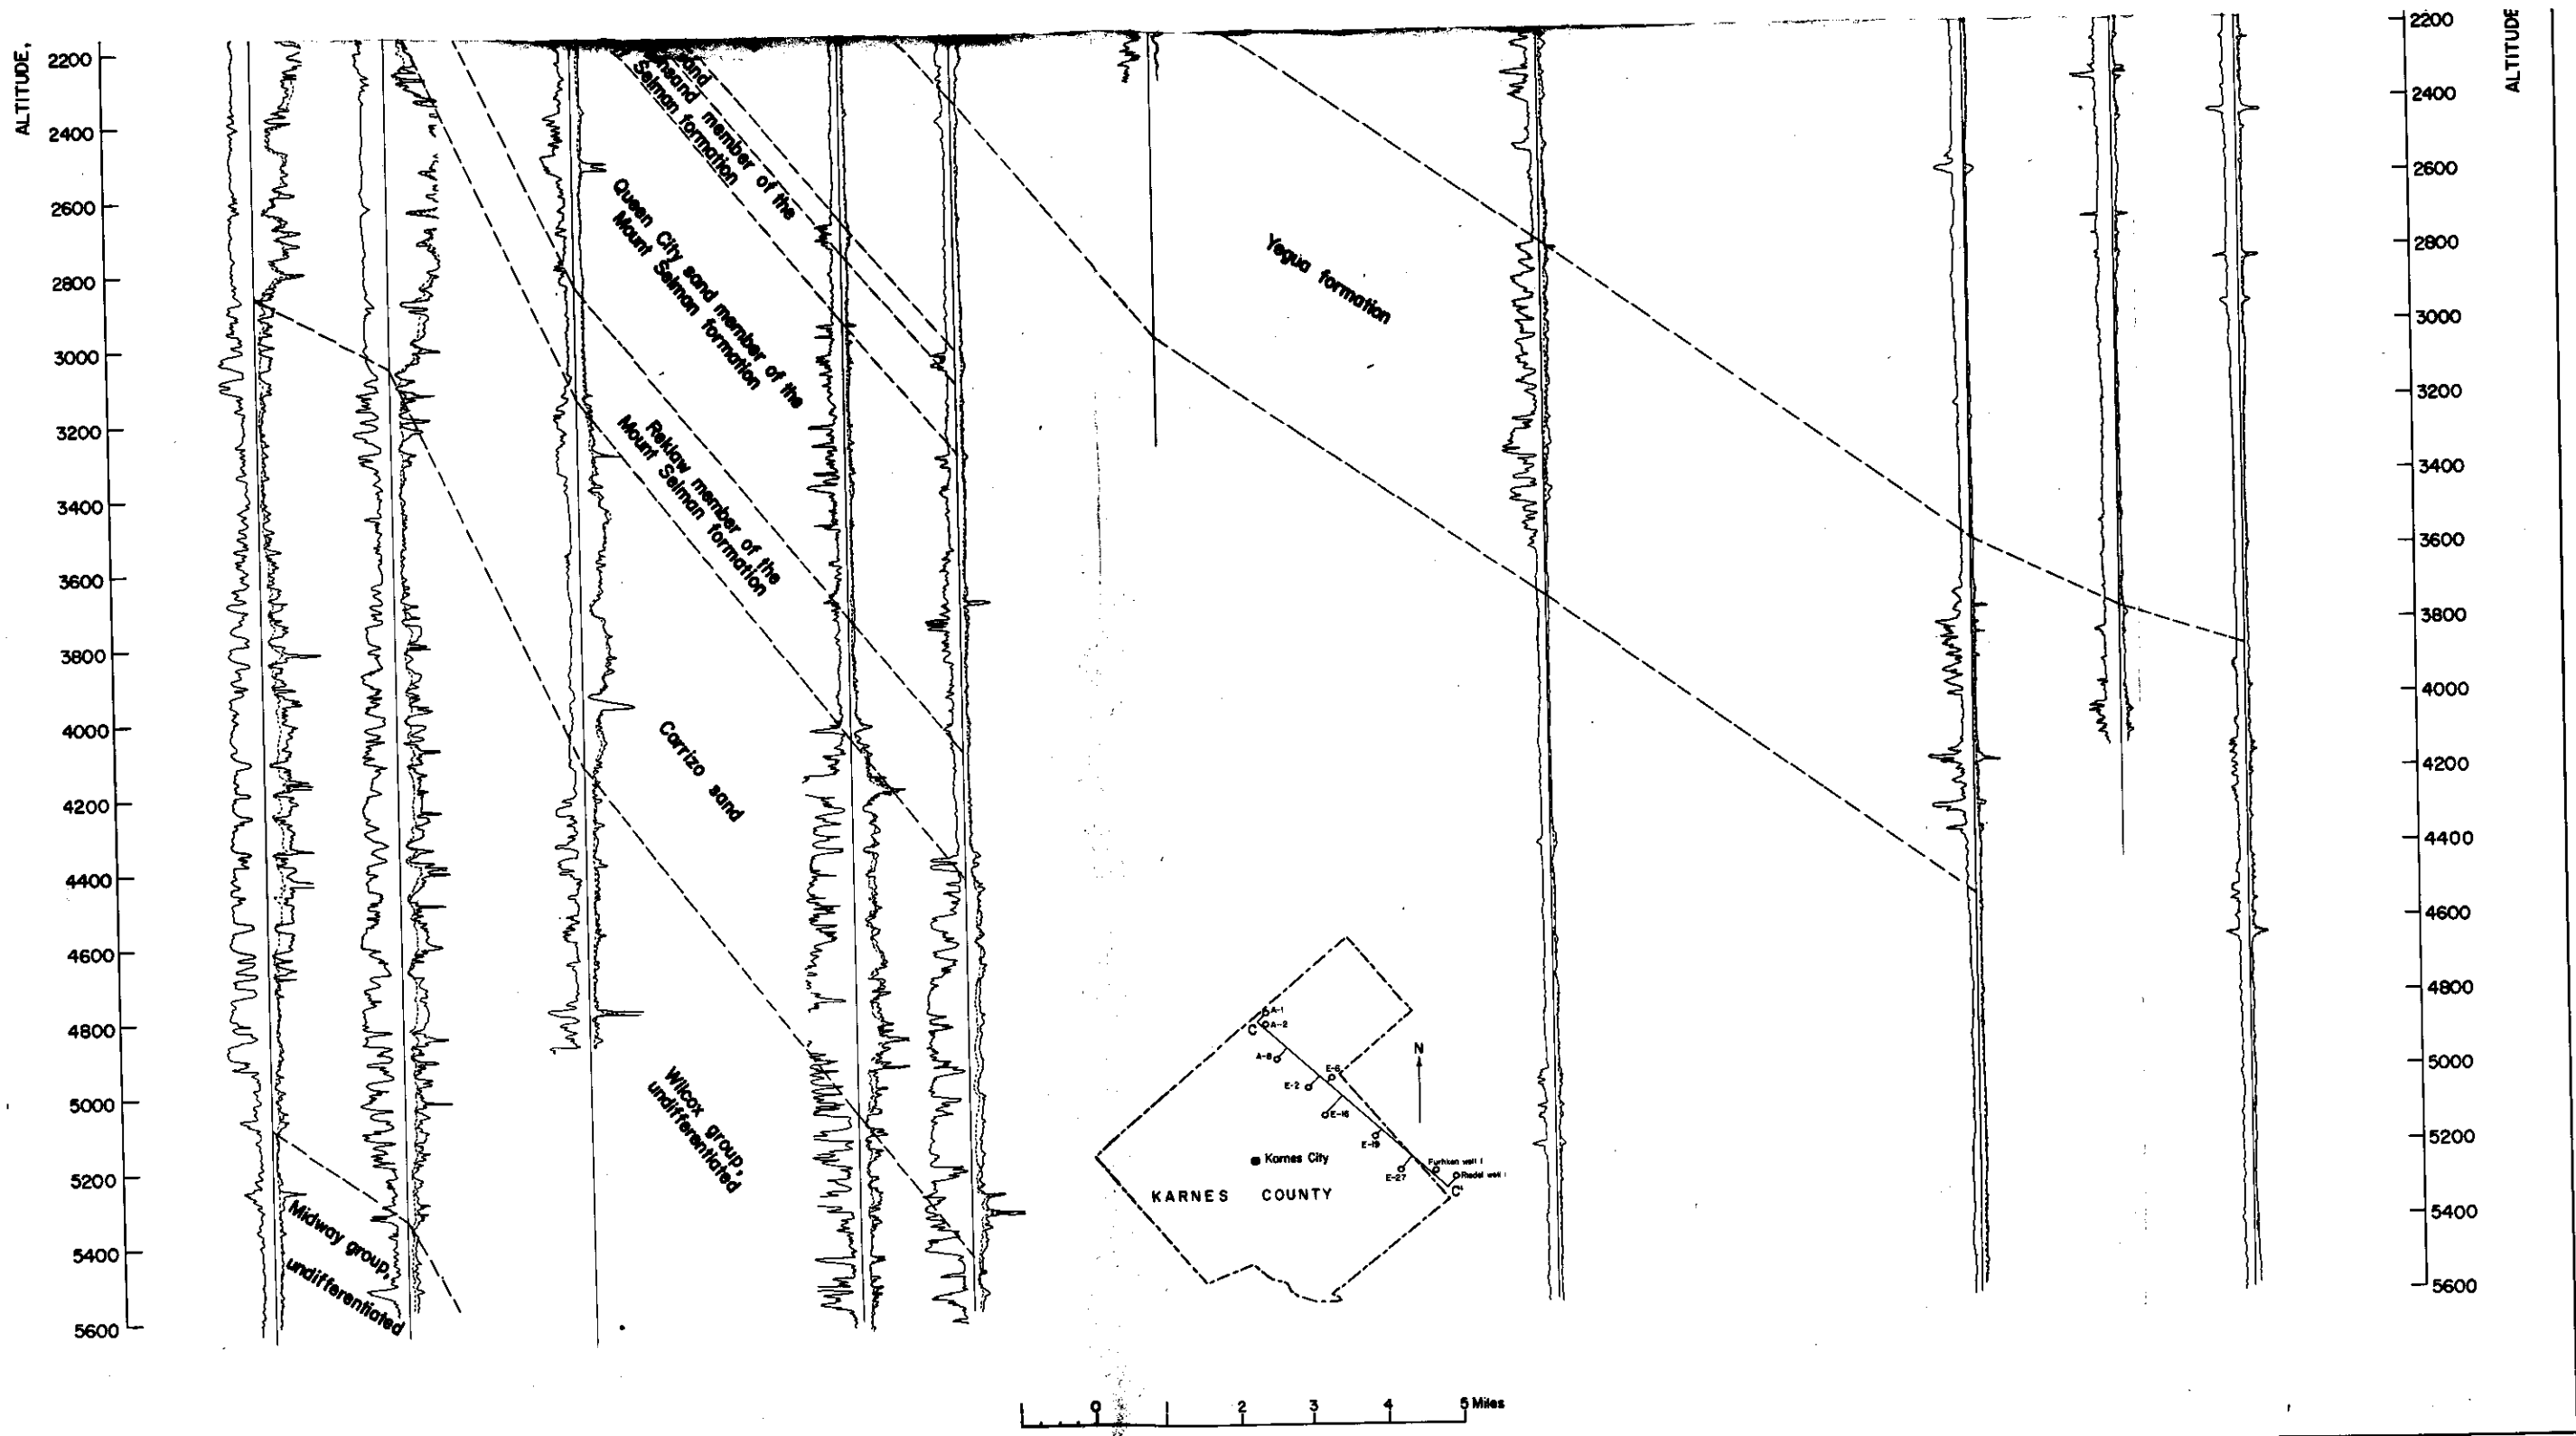 ALTITUDE,
2200
2400
2600
2800
3000
3200
3400
3600
3800
4000
4200
4400
4600
4800
5000
5200
5400
5600
sand
member of the
Selman formation
Queen City sand member of the
Mount Selman formation
Reklaw member of the
Mount Selman formation
Carrizo sand
Wilcox group,
undifferentiated
Midway group,
undifferentiated
Yegua formation
ALTITUDE
2200
2400
2600
2800
3000
3200
3400
3600
3800
4000
4200
4400
4600
4800
5000
5200
5400
5600
A-1
A-2
C
A-8
E-6
E-2
E-16
E-19
E-27
Riedel well 1
C'
N
Karnes City
KARNES COUNTY
1 0 1 2 3 4 5 Miles